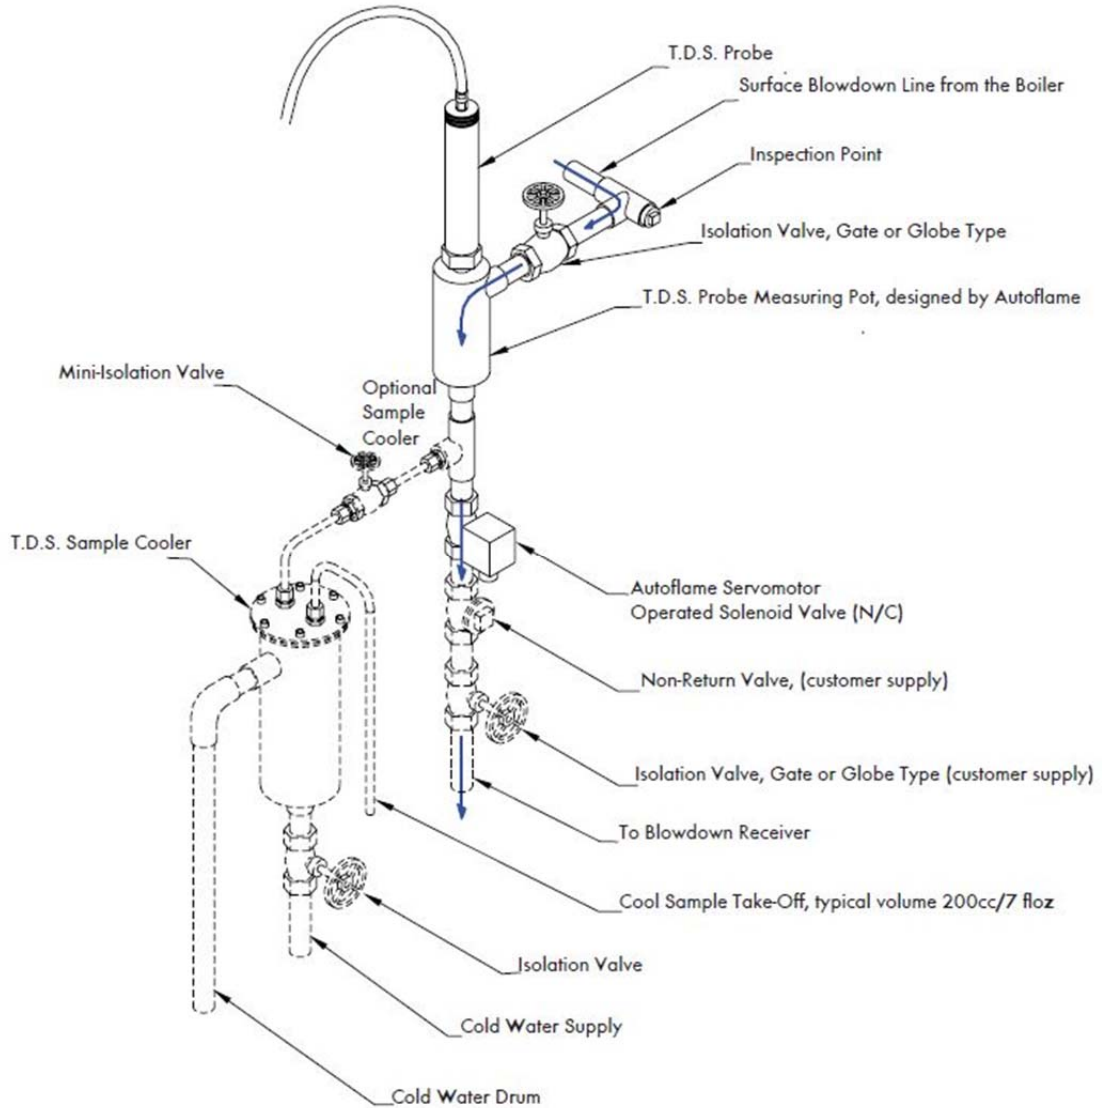 T.D.S. Probe
Surface Blowdown Line from the Boiler
Inspection Point
Isolation Valve, Gate or Globe Type
T.D.S. Probe Measuring Pot, designed by Autoflame
Mini-Isolation Valve
Optional
Sample
Cooler
T.D.S. Sample Cooler
Autoflame Servomotor
Operated Solenoid Valve (N/C)
Non-Return Valve, (customer supply)
Isolation Valve, Gate or Globe Type (customer supply)
To Blowdown Receiver
Cool Sample Take-Off, typical volume 200cc/7 floz
Isolation Valve
Cold Water Supply
Cold Water Drum